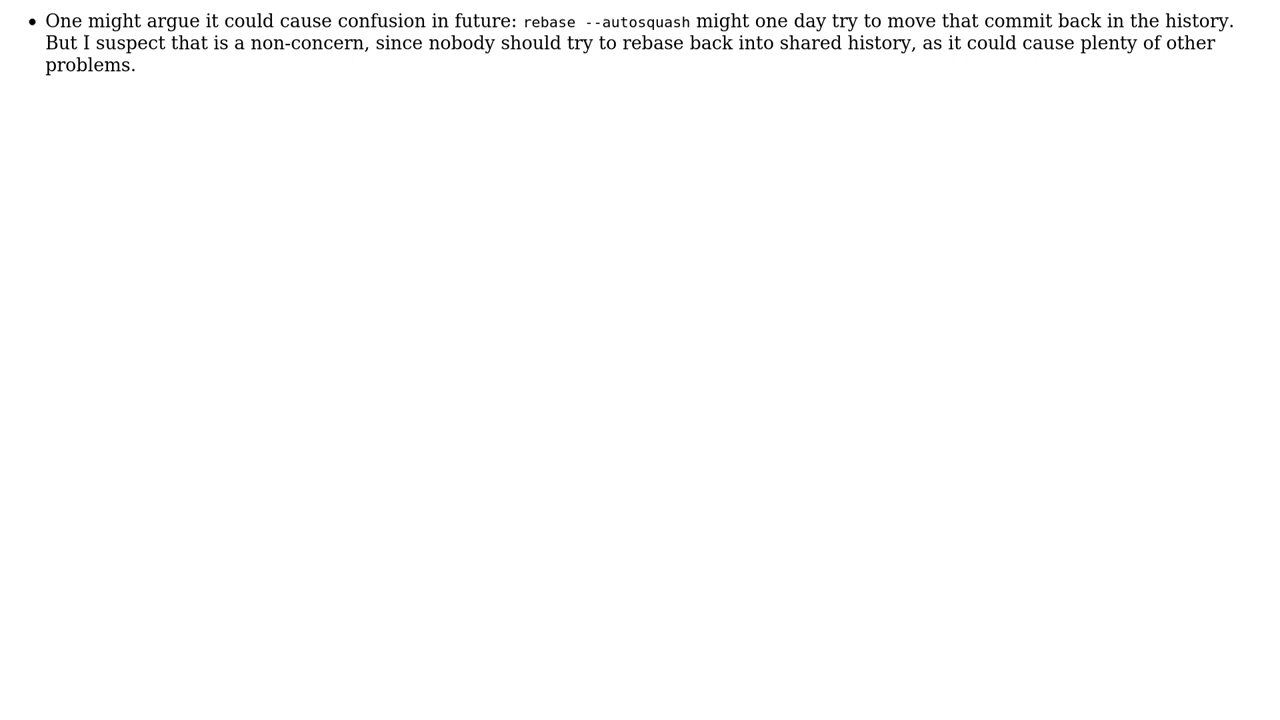 • One might argue it could cause confusion in future: rebase --autosquash might one day try to move that commit back in the history.
But I suspect that is a non-concern, since nobody should try to rebase back into shared history, as it could cause plenty of other
problems.